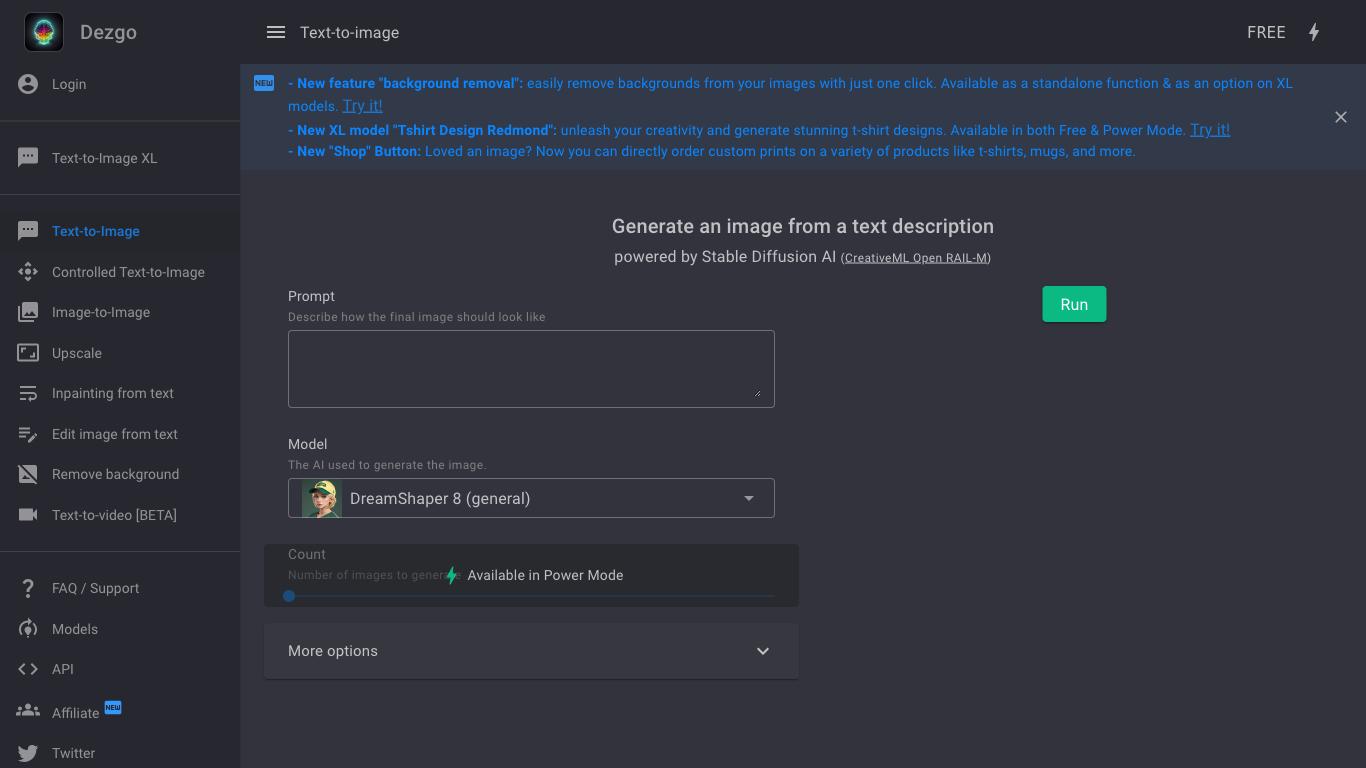 Dezgo
Text-to-image
FREE
Login
Text-to-Image XL
Text-to-Image
Controlled Text-to-Image
Image-to-Image
Upscale
Inpainting from text
Edit image from text
Remove background
Text-to-video [BETA]
FAQ / Support
Models
API
Affiliate NEW
Twitter
NEW
- New feature "background removal": easily remove backgrounds from your images with just one click. Available as a standalone function & as an option on XL
models. Try it!
- New XL model "Tshirt Design Redmond": unleash your creativity and generate stunning t-shirt designs. Available in both Free & Power Mode. Try it!
- New "Shop" Button: Loved an image? Now you can directly order custom prints on a variety of products like t-shirts, mugs, and more.
Generate an image from a text description
powered by Stable Diffusion AI (CreativeML Open RAIL-M)
Prompt
Describe how the final image should look like
Run
Model
The AI used to generate the image.
DreamShaper 8 (general)
Count
Number of images to generate
Available in Power Mode
More options